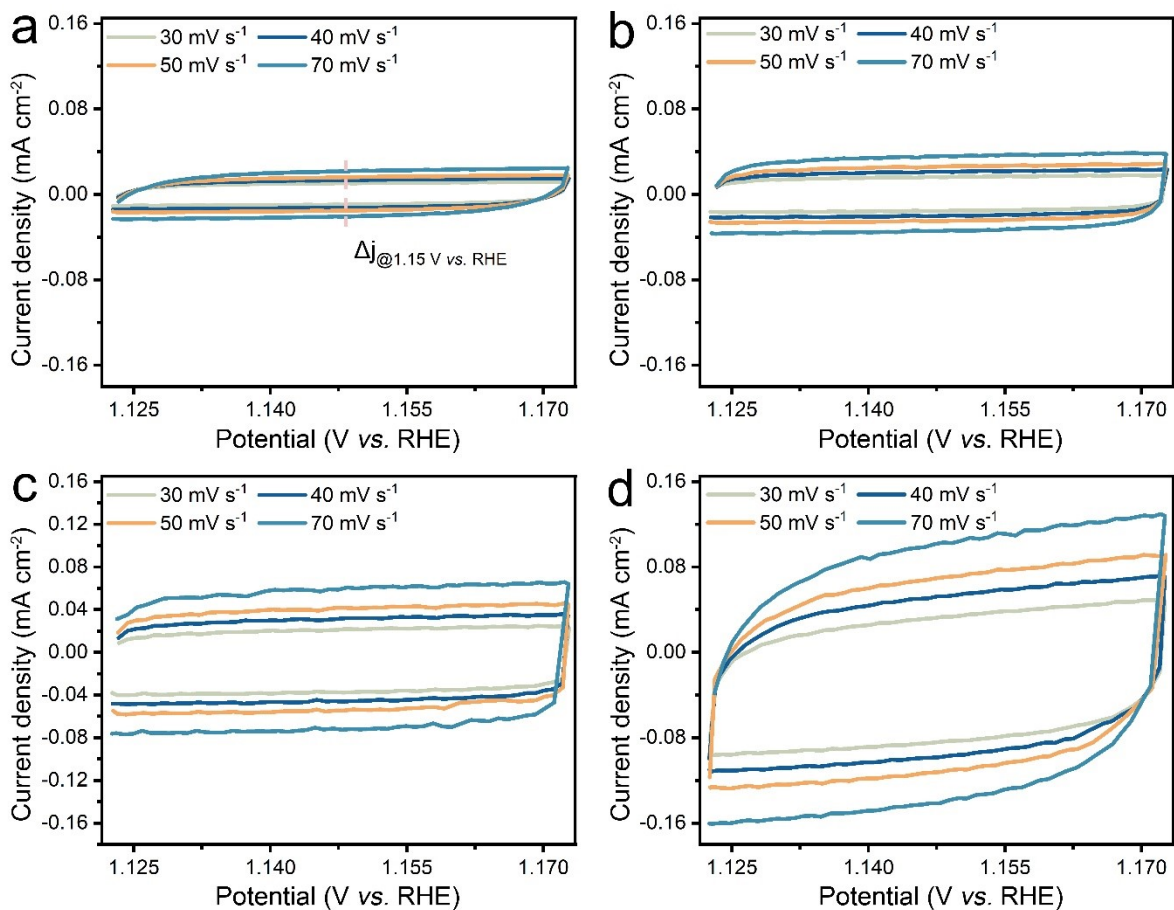 a
30 mV s⁻¹ 40 mV s⁻¹
50 mV s⁻¹ 70 mV s⁻¹
Current density (mA cm⁻²)
0.16
0.08
0.00
-0.08
-0.16
Δj@1.15 V vs. RHE
1.125 1.140 1.155 1.170
Potential (V vs. RHE)
b
30 mV s⁻¹ 40 mV s⁻¹
50 mV s⁻¹ 70 mV s⁻¹
Current density (mA cm⁻²)
0.16
0.08
0.00
-0.08
-0.16
1.125 1.140 1.155 1.170
Potential (V vs. RHE)
c
30 mV s⁻¹ 40 mV s⁻¹
50 mV s⁻¹ 70 mV s⁻¹
Current density (mA cm⁻²)
0.16
0.12
0.08
0.04
0.00
-0.04
-0.08
-0.12
-0.16
1.125 1.140 1.155 1.170
Potential (V vs. RHE)
d
30 mV s⁻¹ 40 mV s⁻¹
50 mV s⁻¹ 70 mV s⁻¹
Current density (mA cm⁻²)
0.16
0.08
0.00
-0.08
-0.16
1.125 1.140 1.155 1.170
Potential (V vs. RHE)